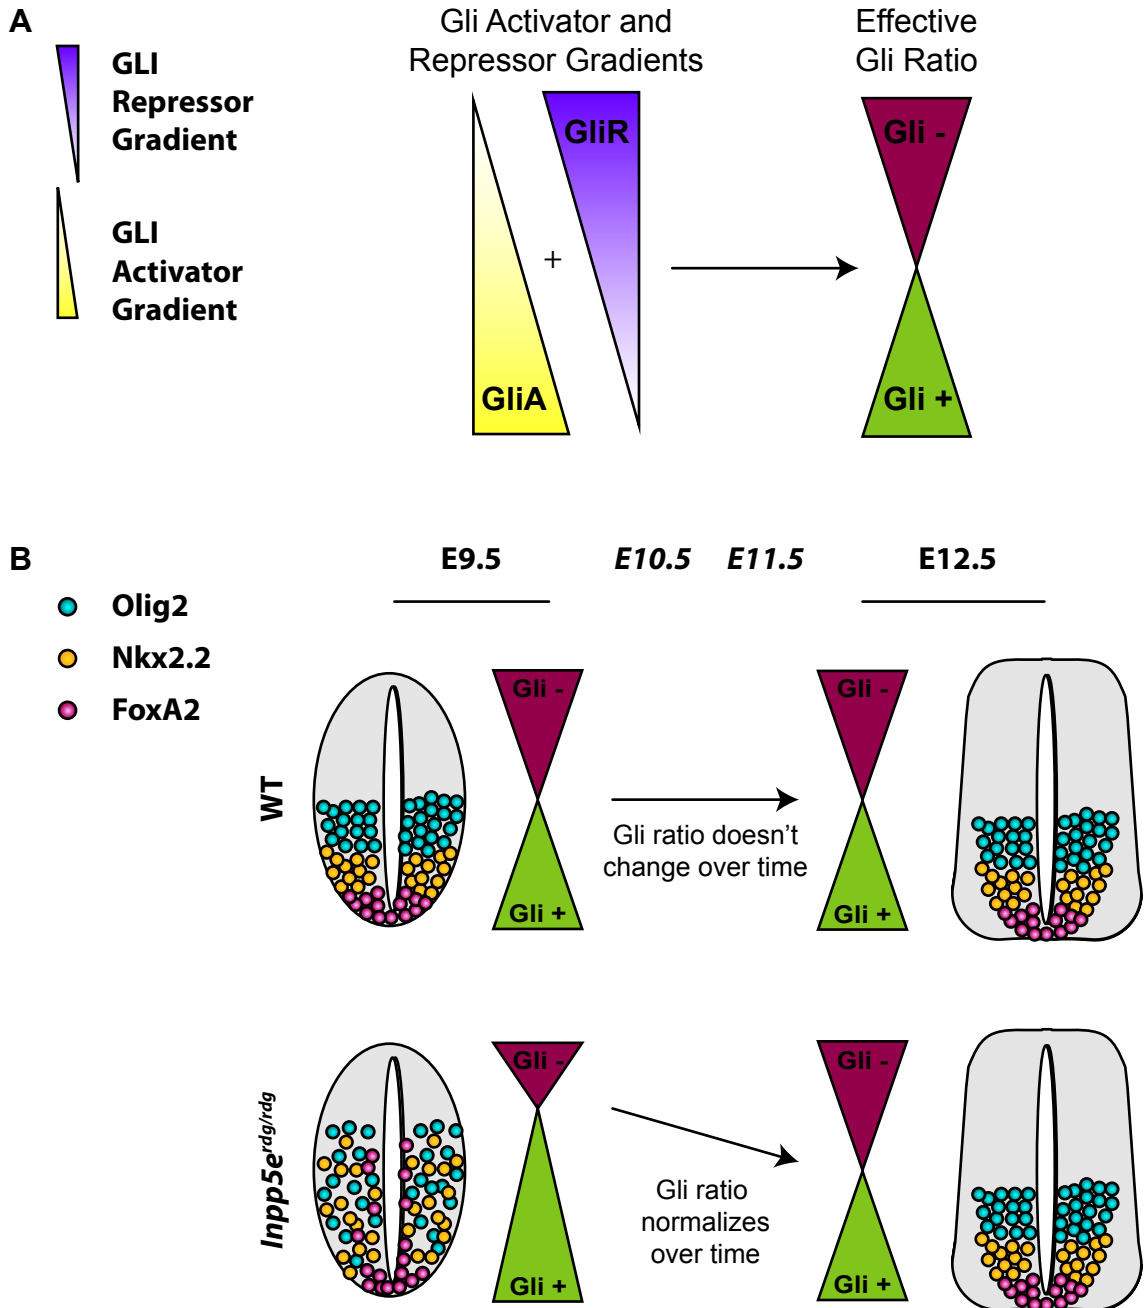 A
GLI
Repressor
Gradient
GLI
Activator
Gradient
Gli Activator and
Repressor Gradients
GliR
+
GliA
Effective
Gli Ratio
Gli -
Gli +
B
E9.5 E10.5 E11.5 E12.5
Olig2
Nkx2.2
FoxA2
WT
Gli -
Gli +
Gli ratio doesn't
change over time
Gli -
Gli +
Inpp5e^rdg/rdg
Gli -
Gli +
Gli ratio
normalizes
over time
Gli -
Gli +